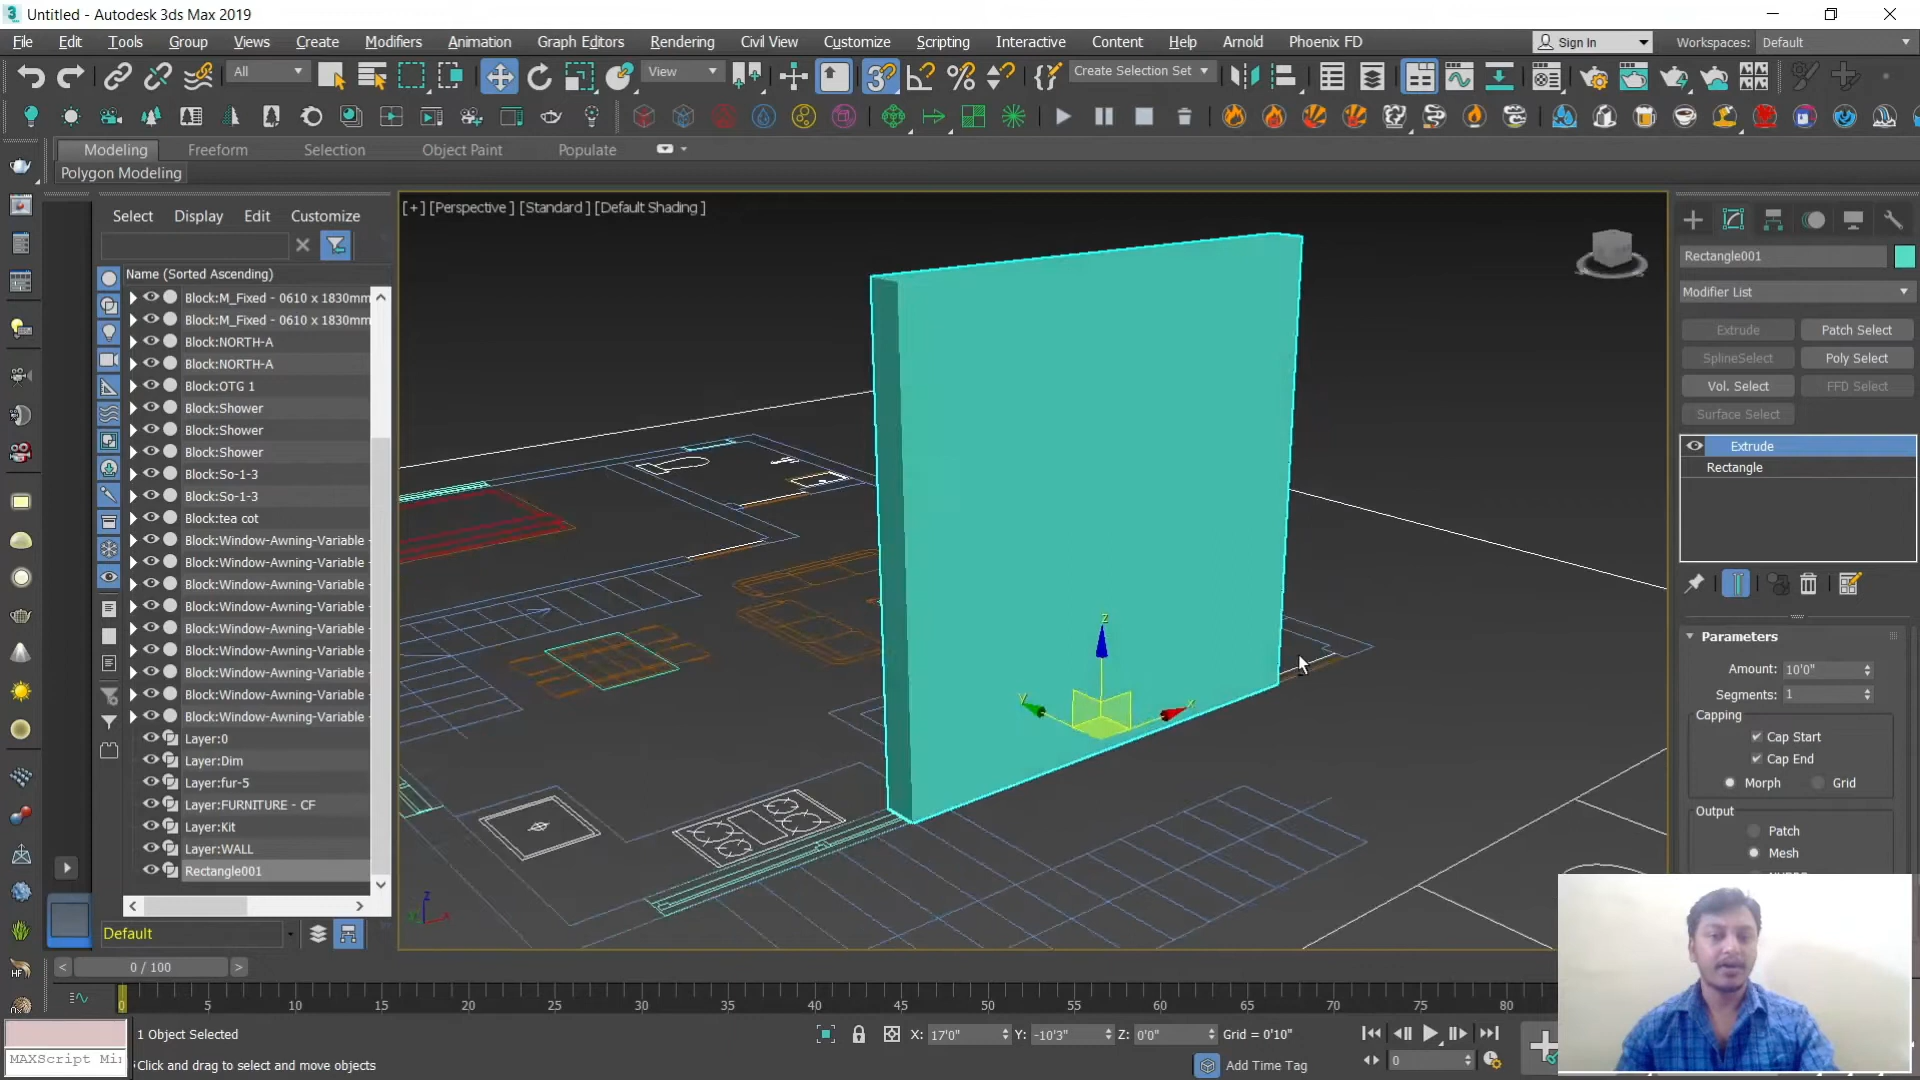 Untitled - Autodesk 3ds Max 2019
File Edit Tools Group Views Create Modifiers Animation Graph Editors Rendering Civil View Customize Scripting Interactive Content Help Arnold Phoenix FD
Sign In Workspaces: Default
All View Create Selection Set
Modeling Freeform Selection Object Paint Populate
Polygon Modeling
Select Display Edit Customize
Name (Sorted Ascending)
Block:M_Fixed - 0610 x 1830mm
Block:M_Fixed - 0610 x 1830mm
Block:NORTH-A
Block:NORTH-A
Block:OTG 1
Block:Shower
Block:Shower
Block:Shower
Block:So-1-3
Block:So-1-3
Block:tea cot
Block:Window-Awning-Variable -
Block:Window-Awning-Variable -
Block:Window-Awning-Variable
Block:Window-Awning-Variable -
Block:Window-Awning-Variable -
Block:Window-Awning-Variable -
Block:Window-Awning-Variable -
Block:Window-Awning-Variable -
Block:Window-Awning-Variable -
Layer:0
Layer:Dim
Layer:fur-5
Layer:FURNITURE - CF
Layer:Kit
Layer:WALL
Rectangle001
Default
[+] [Perspective ] [Standard ] [Default Shading ]
z
y
x
z
x
Rectangle001
Modifier List
Extrude Patch Select
SplineSelect Poly Select
Vol. Select FFD Select
Surface Select
Extrude
Rectangle
Parameters
Amount: 10'0"
Segments: 1
Capping
Cap Start
Cap End
Morph Grid
Output
Patch
Mesh
< 0 / 100 >
0 5 10 15 20 25 30 35 40 45 50 55 60 65 70 75 80
1 Object Selected X: 17'0" Y: -10'3" Z: 0'0" Grid = 0'10"
MAXScript Mi
Click and drag to select and move objects Add Time Tag 0